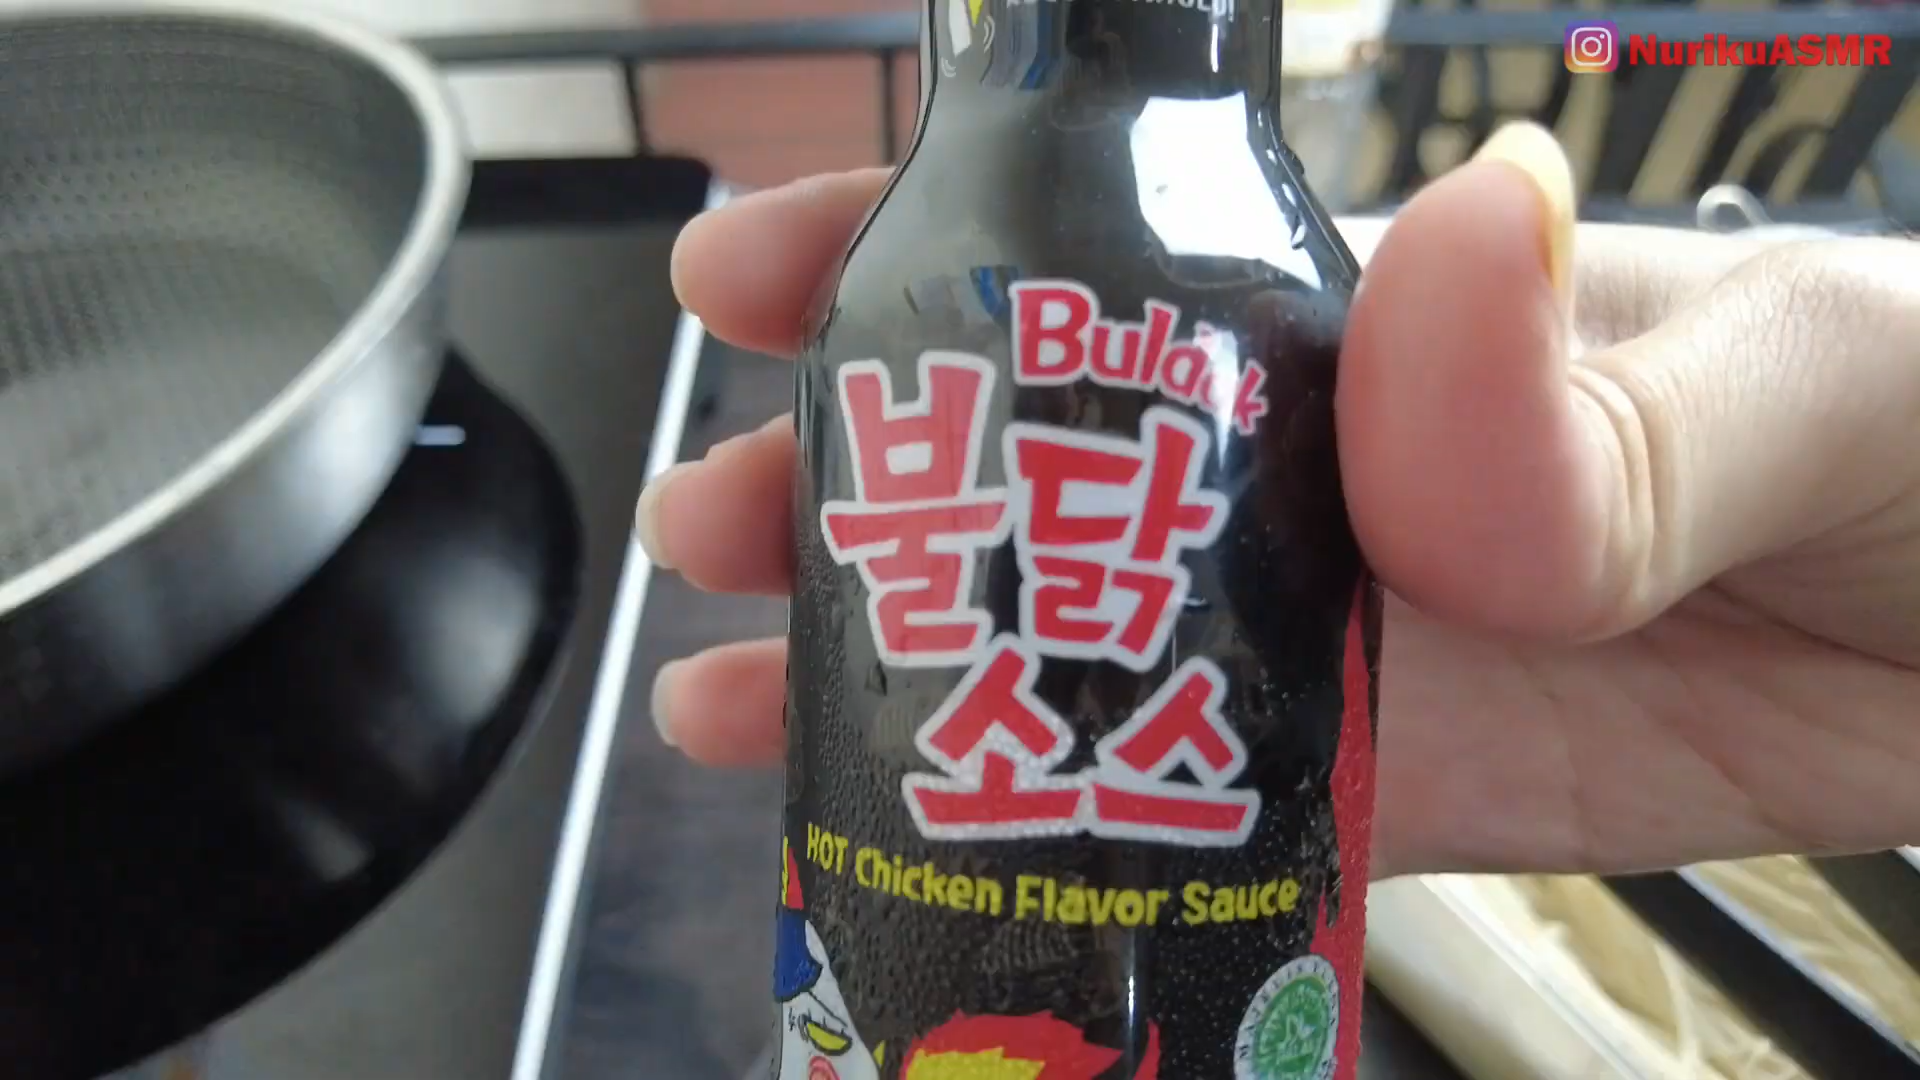 NurikuASMR
Buldak
불닭
소스
HOT Chicken Flavor Sauce